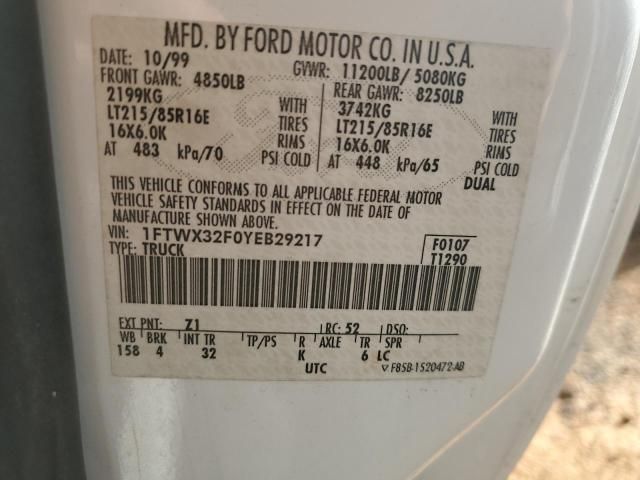 MFD. BY FORD MOTOR CO. IN U.S.A.
DATE: 10/99 GVWR: 11200LB/ 5080KG
FRONT GAWR: 4850LB REAR GAWR: 8250LB
2199KG WITH 3742KG WITH
LT215/85R16E TIRES LT215/85R16E TIRES
16X6.0K RIMS 16X6.0K RIMS
AT 483 kPa/70 PSI COLD AT 448 kPa/65 PSI COLD
DUAL
THIS VEHICLE CONFORMS TO ALL APPLICABLE FEDERAL MOTOR
VEHICLE SAFETY STANDARDS IN EFFECT ON THE DATE OF
MANUFACTURE SHOWN ABOVE.
VIN: 1FTWX32F0YEB29217 F0107
TYPE: TRUCK T1290
EXT PNT: Z1 RC: 52 DSO:
WB BRK INT TR TP/PS R AXLE TR SPR
158 4 32 K 6 LC
UTC F85B-1520472-AB